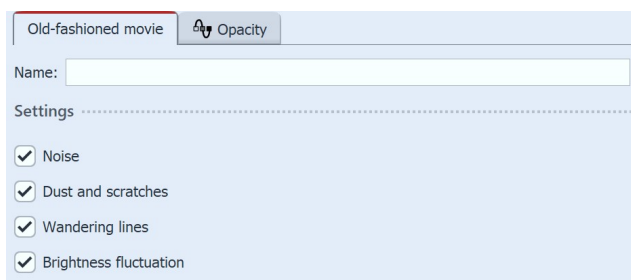 Old-fashioned movie Opacity
Name:
Settings
Noise
Dust and scratches
Wandering lines
Brightness fluctuation